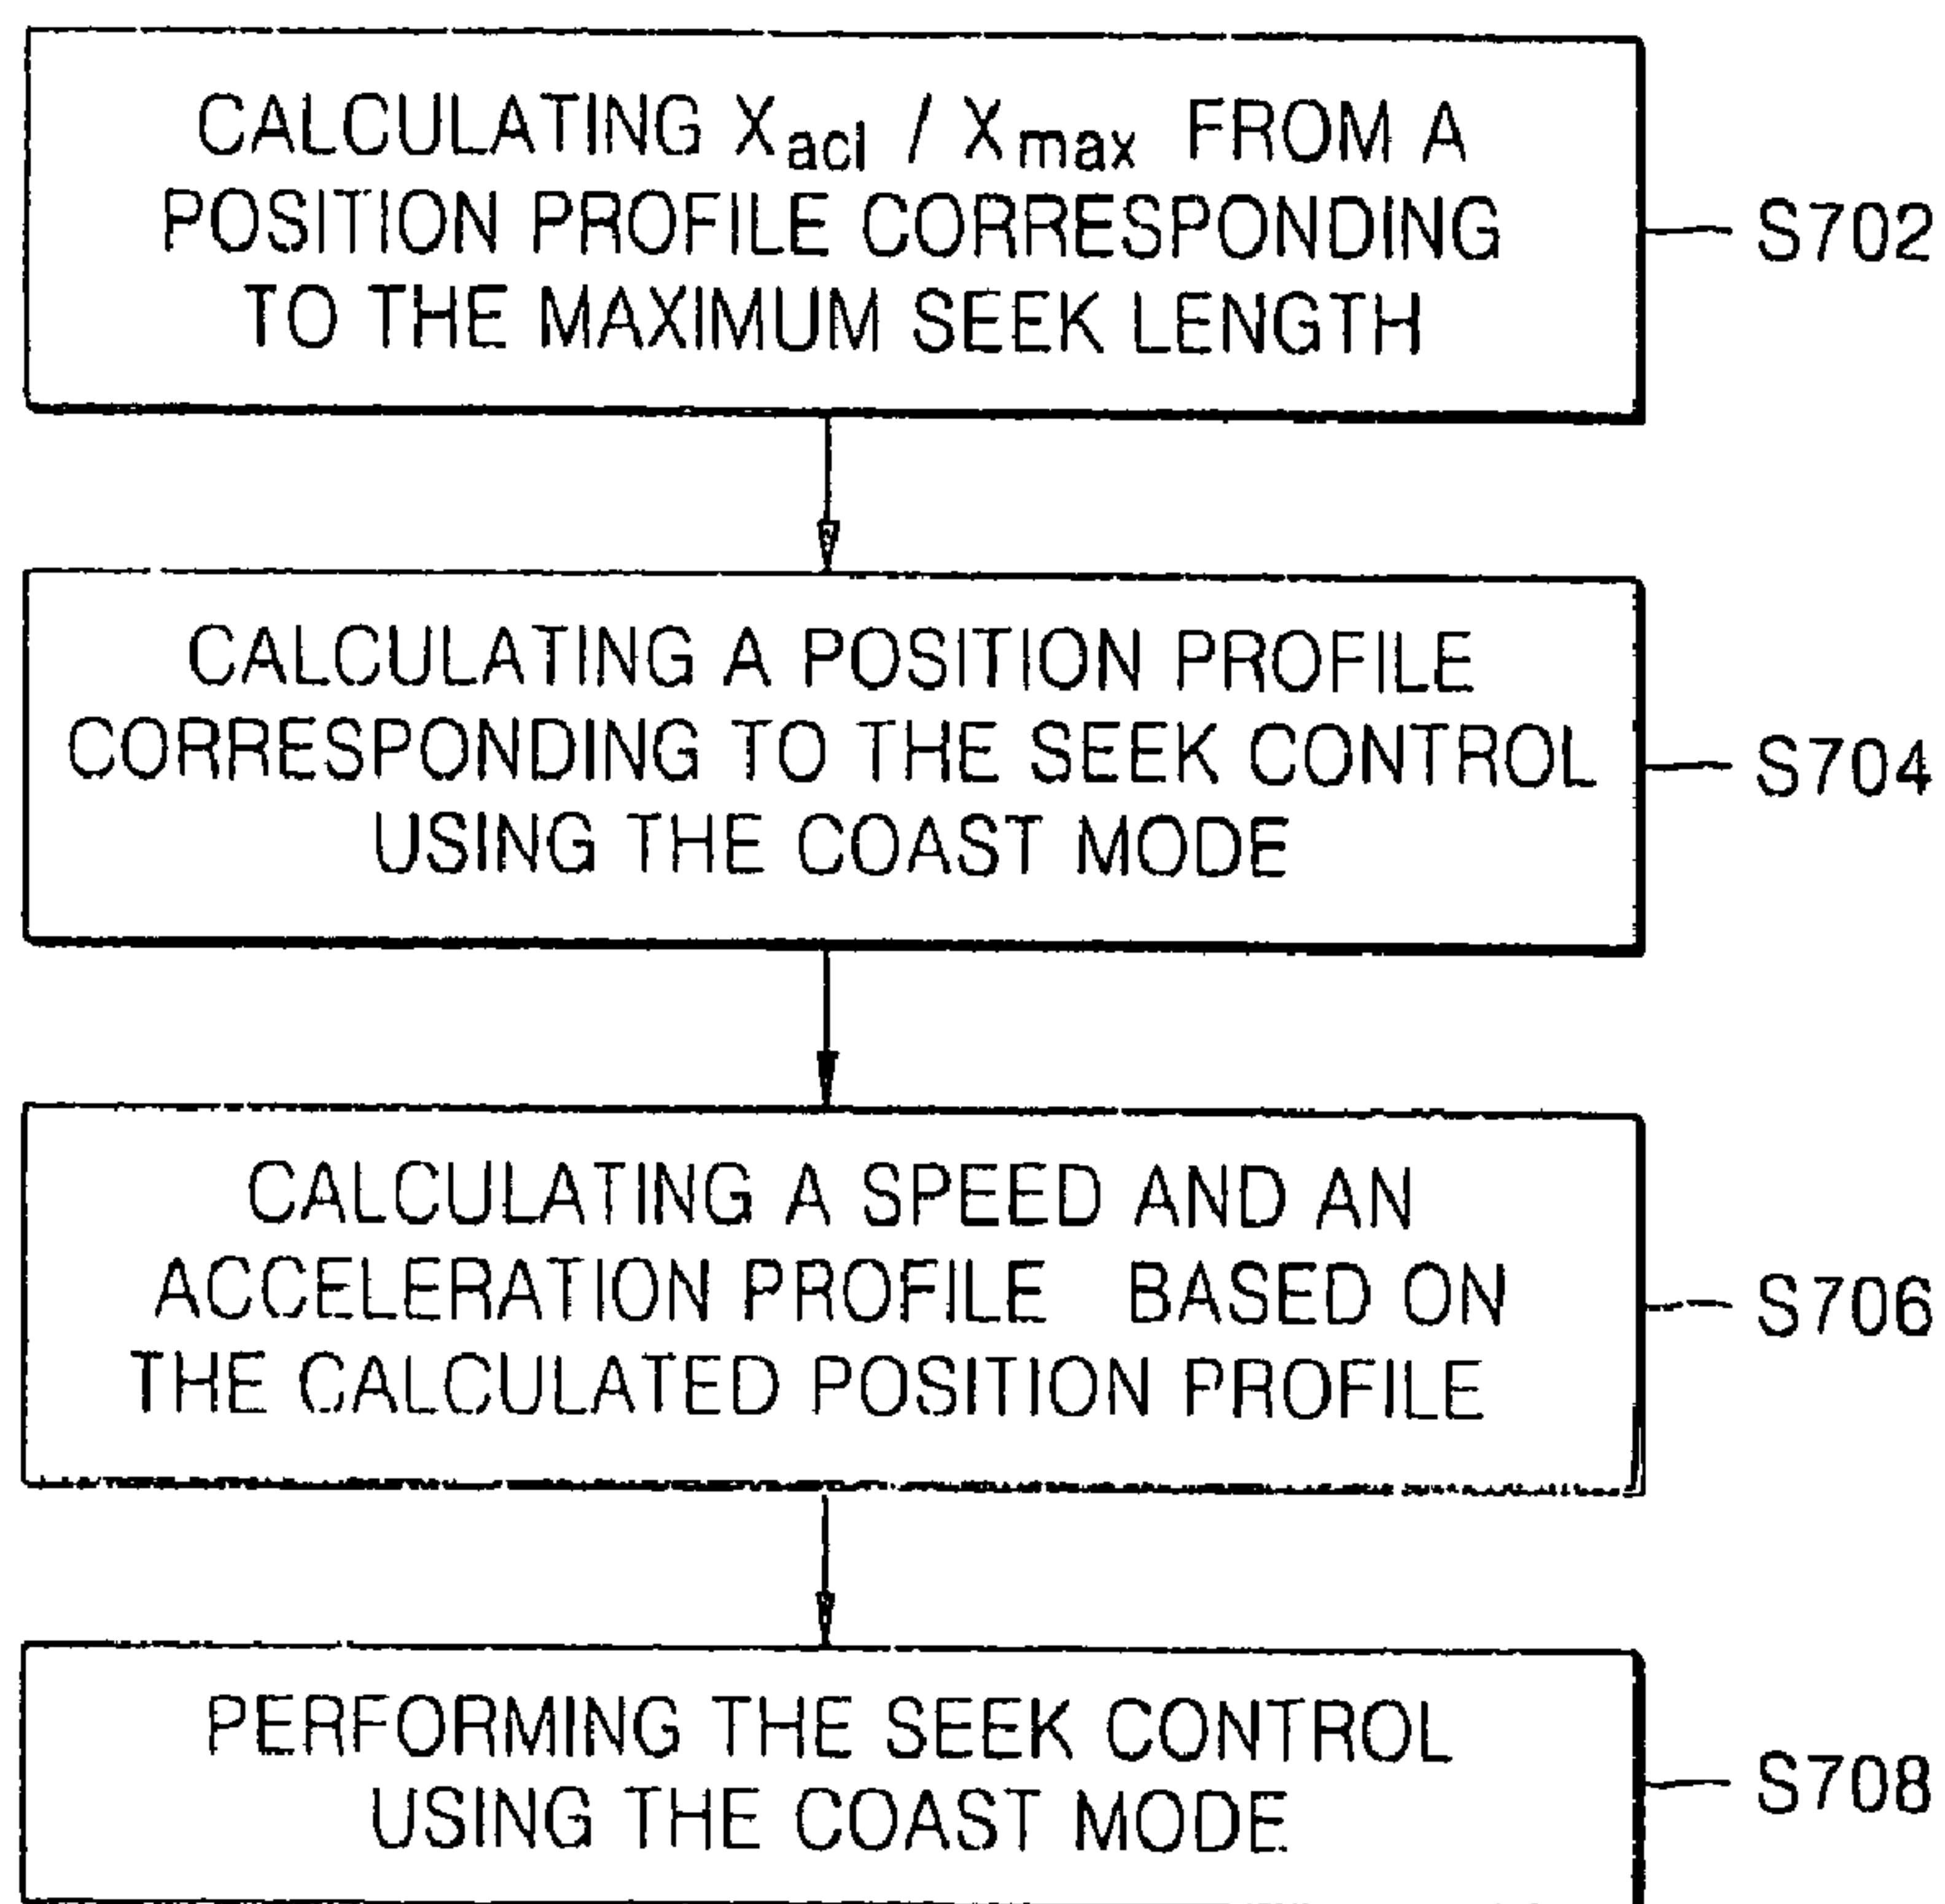 CALCULATING Xacl / Xmax FROM A
POSITION PROFILE CORRESPONDING
TO THE MAXIMUM SEEK LENGTH
S702
CALCULATING A POSITION PROFILE
CORRESPONDING TO THE SEEK CONTROL
USING THE COAST MODE
S704
CALCULATING A SPEED AND AN
ACCELERATION PROFILE BASED ON
THE CALCULATED POSITION PROFILE
S706
PERFORMING THE SEEK CONTROL
USING THE COAST MODE
S708